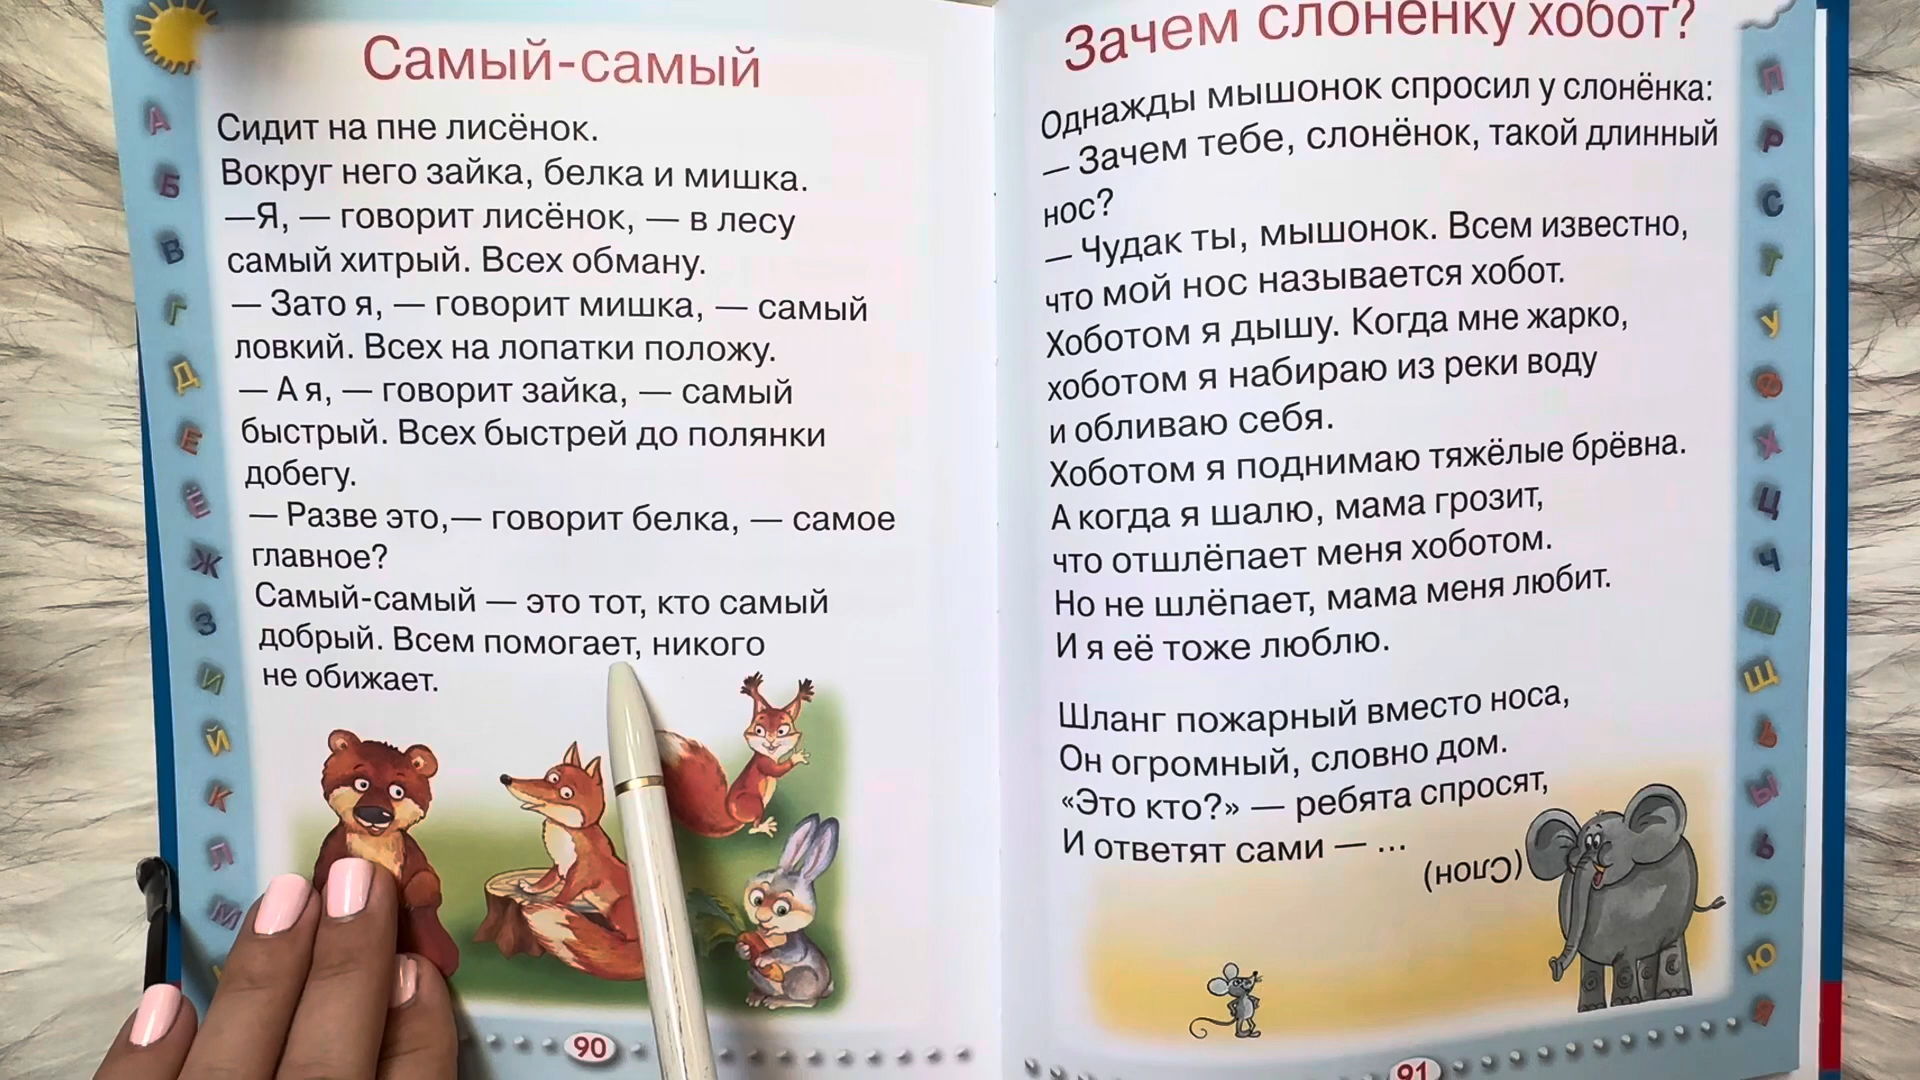 Самый-самый
Сидит на пне лисёнок.
Вокруг него зайка, белка и мишка.
—Я, — говорит лисёнок, — в лесу
самый хитрый. Всех обману.
— Зато я, — говорит мишка, — самый
ловкий. Всех на лопатки положу.
— А я, — говорит зайка, — самый
быстрый. Всех быстрей до полянки
добегу.
— Разве это,— говорит белка, — самое
главное?
Самый-самый — это тот, кто самый
добрый. Всем помогает, никого
не обижает.
90
А
Б
В
Г
Д
Е
Ё
Ж
З
И
Й
К
Л
М
Зачем слонёнку хобот?
Однажды мышонок спросил у слонёнка:
— Зачем тебе, слонёнок, такой длинный
нос?
— Чудак ты, мышонок. Всем известно,
что мой нос называется хобот.
Хоботом я дышу. Когда мне жарко,
хоботом я набираю из реки воду
и обливаю себя.
Хоботом я поднимаю тяжёлые брёвна.
А когда я шалю, мама грозит,
что отшлёпает меня хоботом.
Но не шлёпает, мама меня любит.
И я её тоже люблю.
Шланг пожарный вместо носа,
Он огромный, словно дом.
«Это кто?» — ребята спросят,
И ответят сами — ...
(Слон)
91
П
Р
С
Т
У
Ф
Х
Ц
Ч
Ш
Щ
Ъ
Ы
Ь
Э
Ю
Я